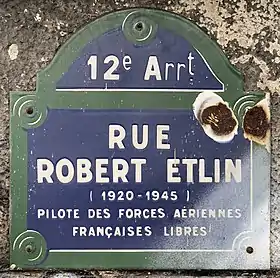 12e Arrt
RUE
ROBERT ETLIN
(1920-1945)
PILOTE DES FORCES AÉRIENNES
FRANÇAISES LIBRES